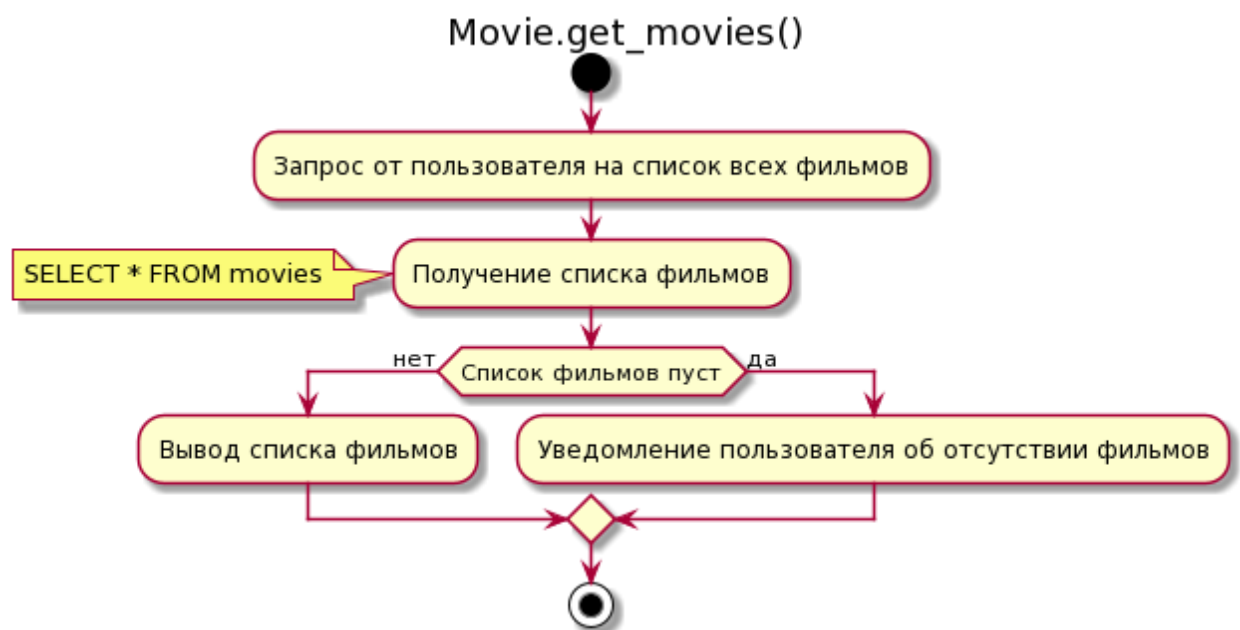 Movie.get_movies()
Запрос от пользователя на список всех фильмов
SELECT * FROM movies
Получение списка фильмов
нет
Список фильмов пуст
да
Вывод списка фильмов
Уведомление пользователя об отсутствии фильмов